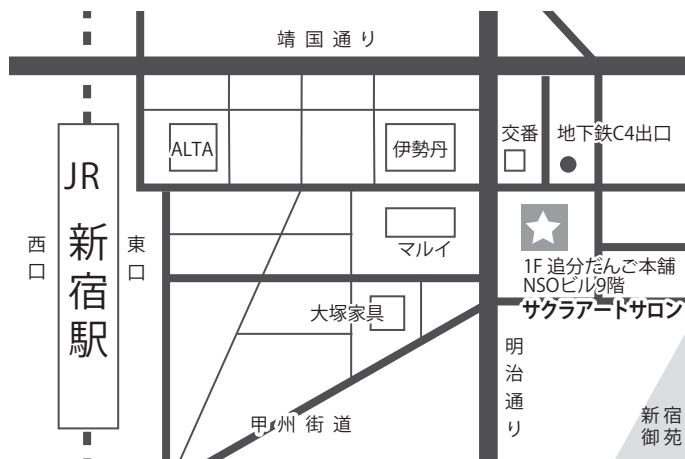 靖国通り
ALTA
伊勢丹
交番
地下鉄C4出口
JR
新宿駅
西口
東口
マルイ
1F 追分だんご本舗
NSOビル9階
サクラアートサロン
大塚家具
明治通り
甲州街道
新宿
御苑